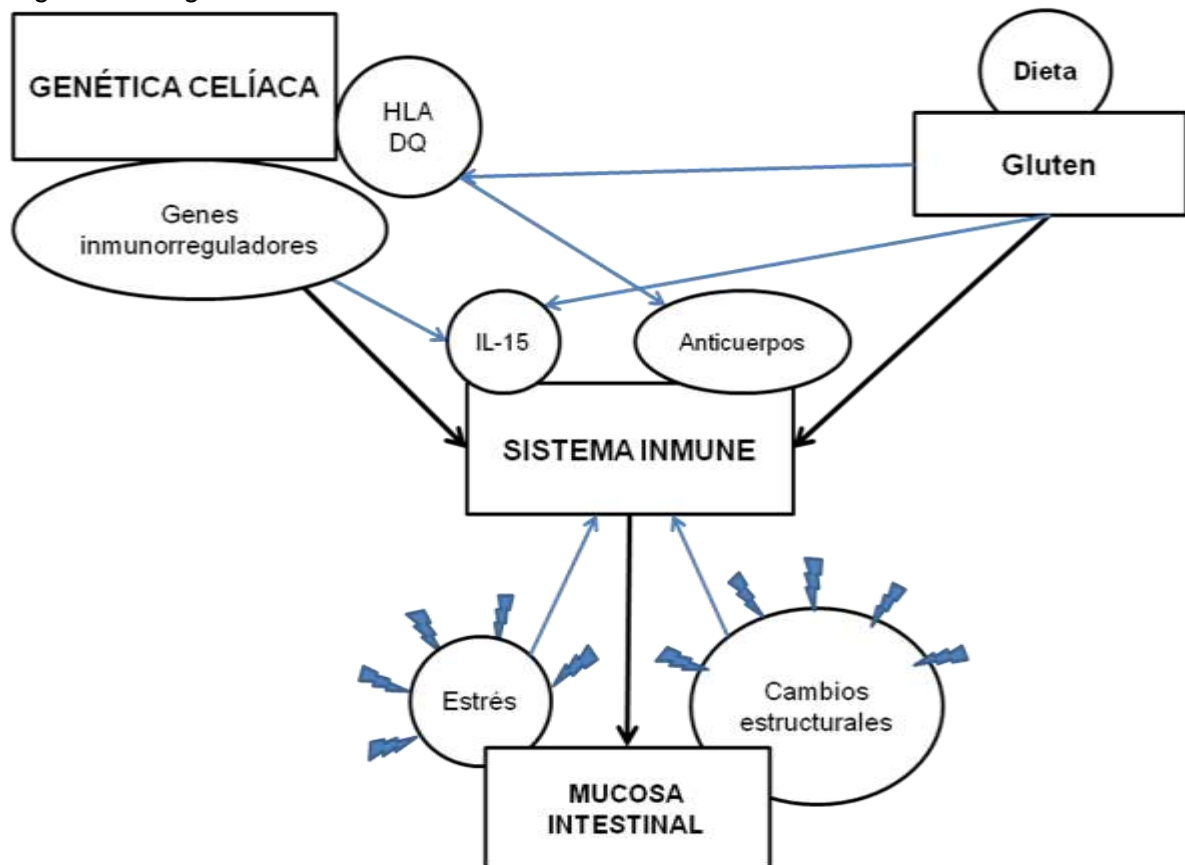 GENÉTICA CELÍACA
HLA
DQ
Dieta
Gluten
Genes
inmunorreguladores
IL-15
Anticuerpos
SISTEMA INMUNE
Estrés
Cambios
estructurales
MUCOSA
INTESTINAL